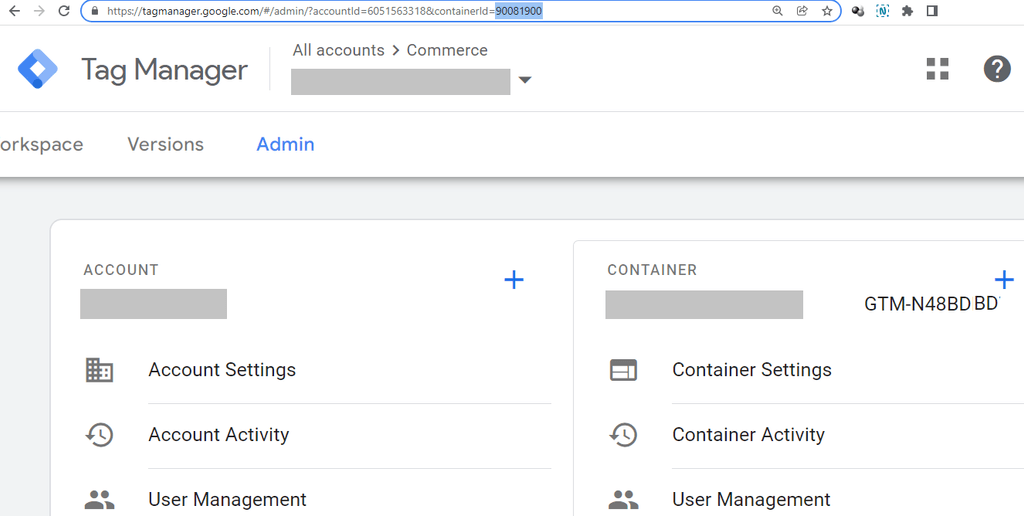 https://tagmanager.google.com/#/admin/?accountId=6051563318&containerId=90081900
Tag Manager
All accounts > Commerce
orkspace Versions Admin
ACCOUNT
CONTAINER
GTM-N48BD BD
Account Settings
Container Settings
Account Activity
Container Activity
User Management
User Management